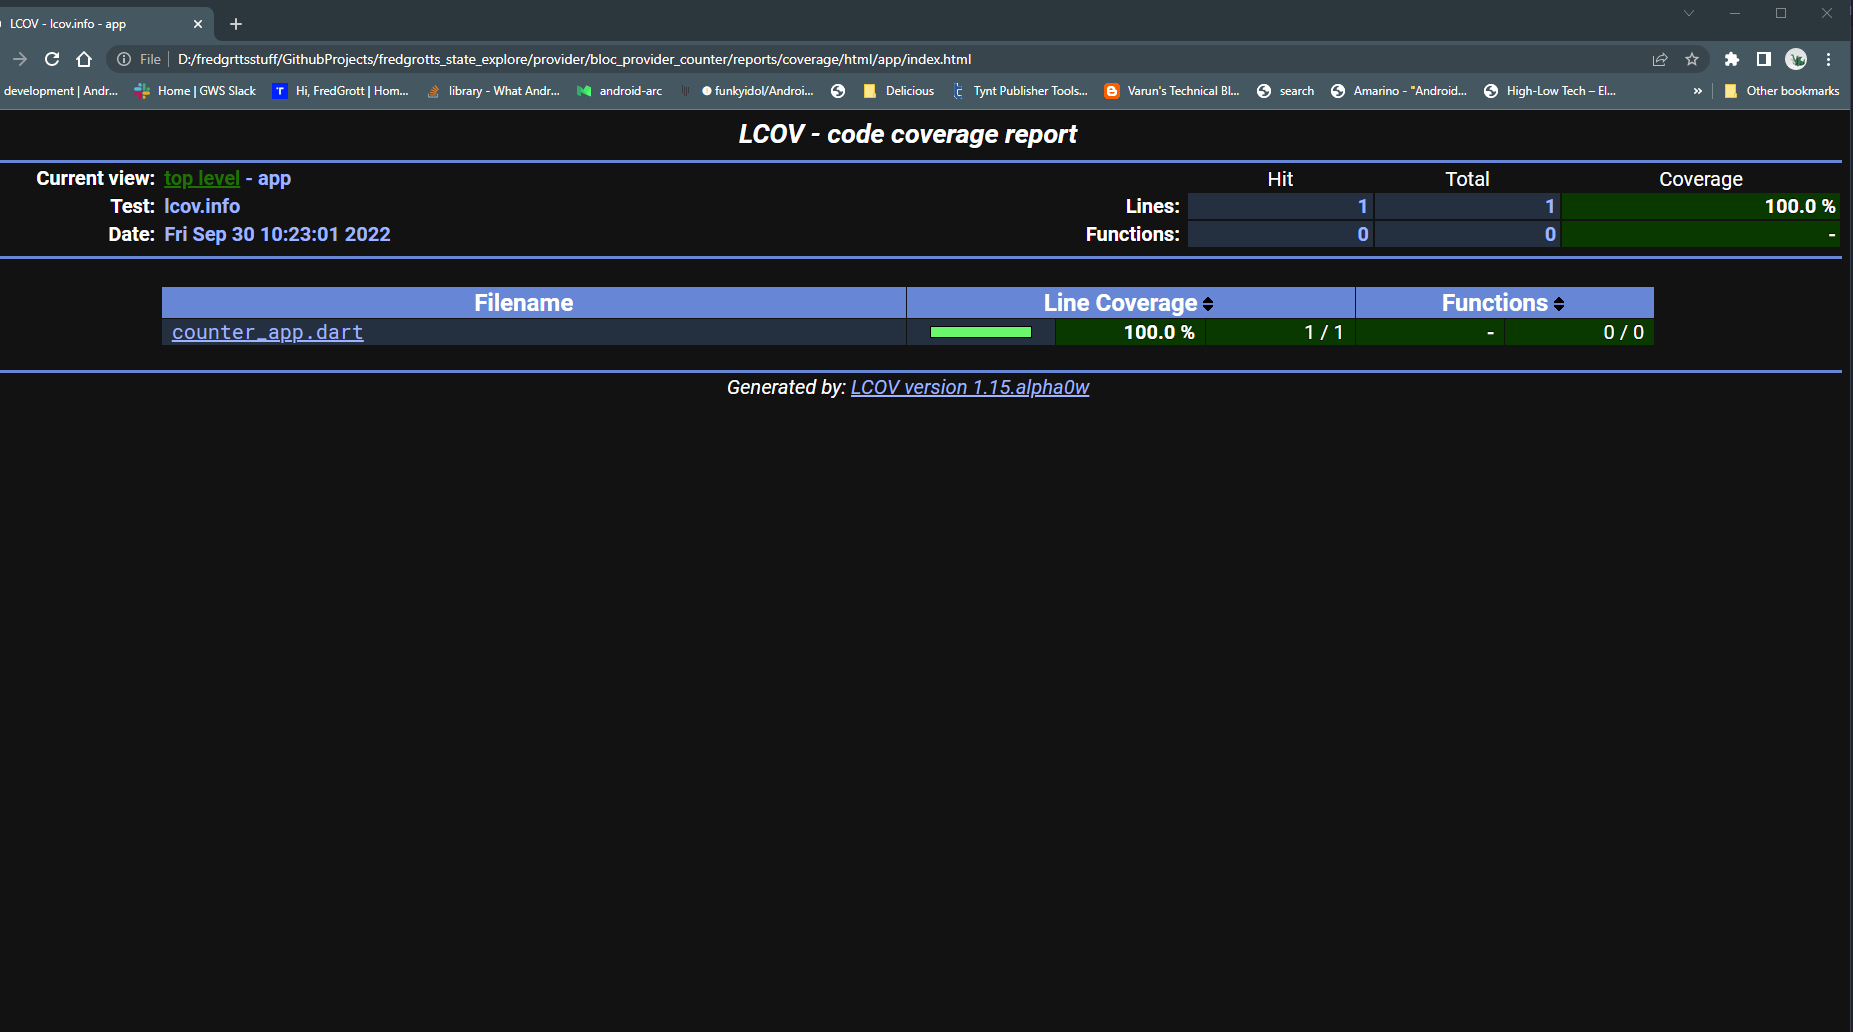 LCOV - lcov.info - app
File D:/fredgrttsstuff/GithubProjects/fredgrotts_state_explore/provider/bloc_provider_counter/reports/coverage/html/app/index.html
development | Andr... Home | GWS Slack Hi, FredGrott | Hom... library - What Andr... android-arc funkyidol/Androi... Delicious Tynt Publisher Tools... Varun's Technical Bl... search Amarino - "Android... High-Low Tech – El... » Other bookmarks
LCOV - code coverage report
Current view: top level - app Hit Total Coverage
Test: lcov.info Lines: 1 1 100.0 %
Date: Fri Sep 30 10:23:01 2022 Functions: 0 0 -
Filename Line Coverage Functions
counter_app.dart 100.0 % 1 / 1 - 0 / 0
Generated by: LCOV version 1.15.alpha0w